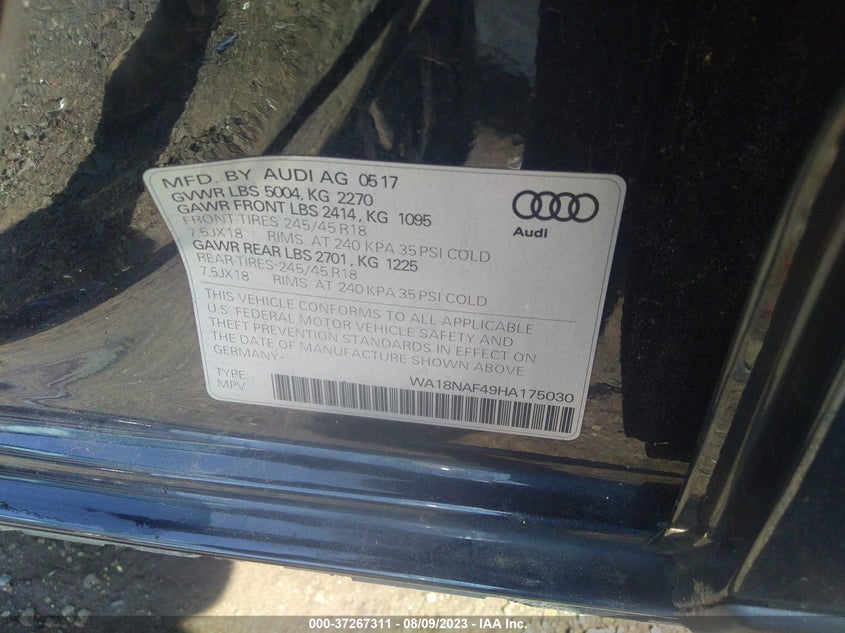 MFD. BY AUDI AG 0517
GVWR LBS 5004, KG 2270
GAWR FRONT LBS 2414, KG 1095
FRONT-TIRES 245/45 R18
7.5JX18 RIMS, AT 240 KPA 35 PSI COLD
GAWR REAR LBS 2701, KG 1225
REAR-TIRES 245/45 R18
7.5JX18 RIMS, AT 240 KPA 35 PSI COLD
Audi
THIS VEHICLE CONFORMS TO ALL APPLICABLE
U.S. FEDERAL MOTOR VEHICLE SAFETY AND
THEFT PREVENTION STANDARDS IN EFFECT ON
THE DATE OF MANUFACTURE SHOWN ABOVE
GERMANY.
TYPE: WA18NAF49HA175030
MPV
000-37267311 - 08/09/2023 - IAA Inc.